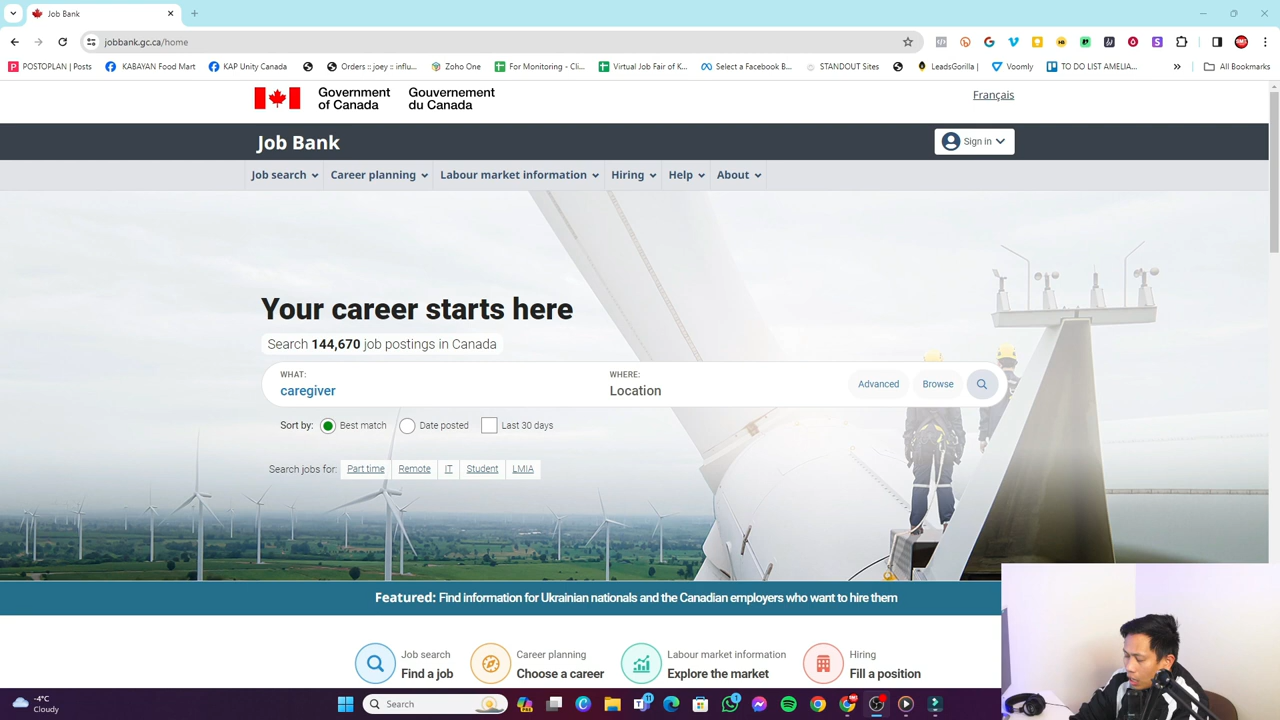 Job Bank
jobbank.gc.ca/home
POSTOPLAN | Posts
KABAYAN Food Mart
KAP Unity Canada
Orders :: joey :: influ...
Zoho One
For Monitoring - Cli...
Virtual Job Fair of K...
Select a Facebook B...
STANDOUT Sites
LeadsGorilla |
Voomly
TO DO LIST AMELIA...
All Bookmarks
Government of Canada
Gouvernement du Canada
Français
Job Bank
Sign in
Job search
Career planning
Labour market information
Hiring
Help
About
Your career starts here
Search 144,670 job postings in Canada
WHAT:
caregiver
WHERE:
Location
Advanced
Browse
Sort by:
Best match
Date posted
Last 30 days
Search jobs for:
Part time
Remote
IT
Student
LMIA
Featured: Find information for Ukrainian nationals and the Canadian employers who want to hire them
Job search
Find a job
Career planning
Choose a career
Labour market information
Explore the market
Hiring
Fill a position
-4°C
Cloudy
Search